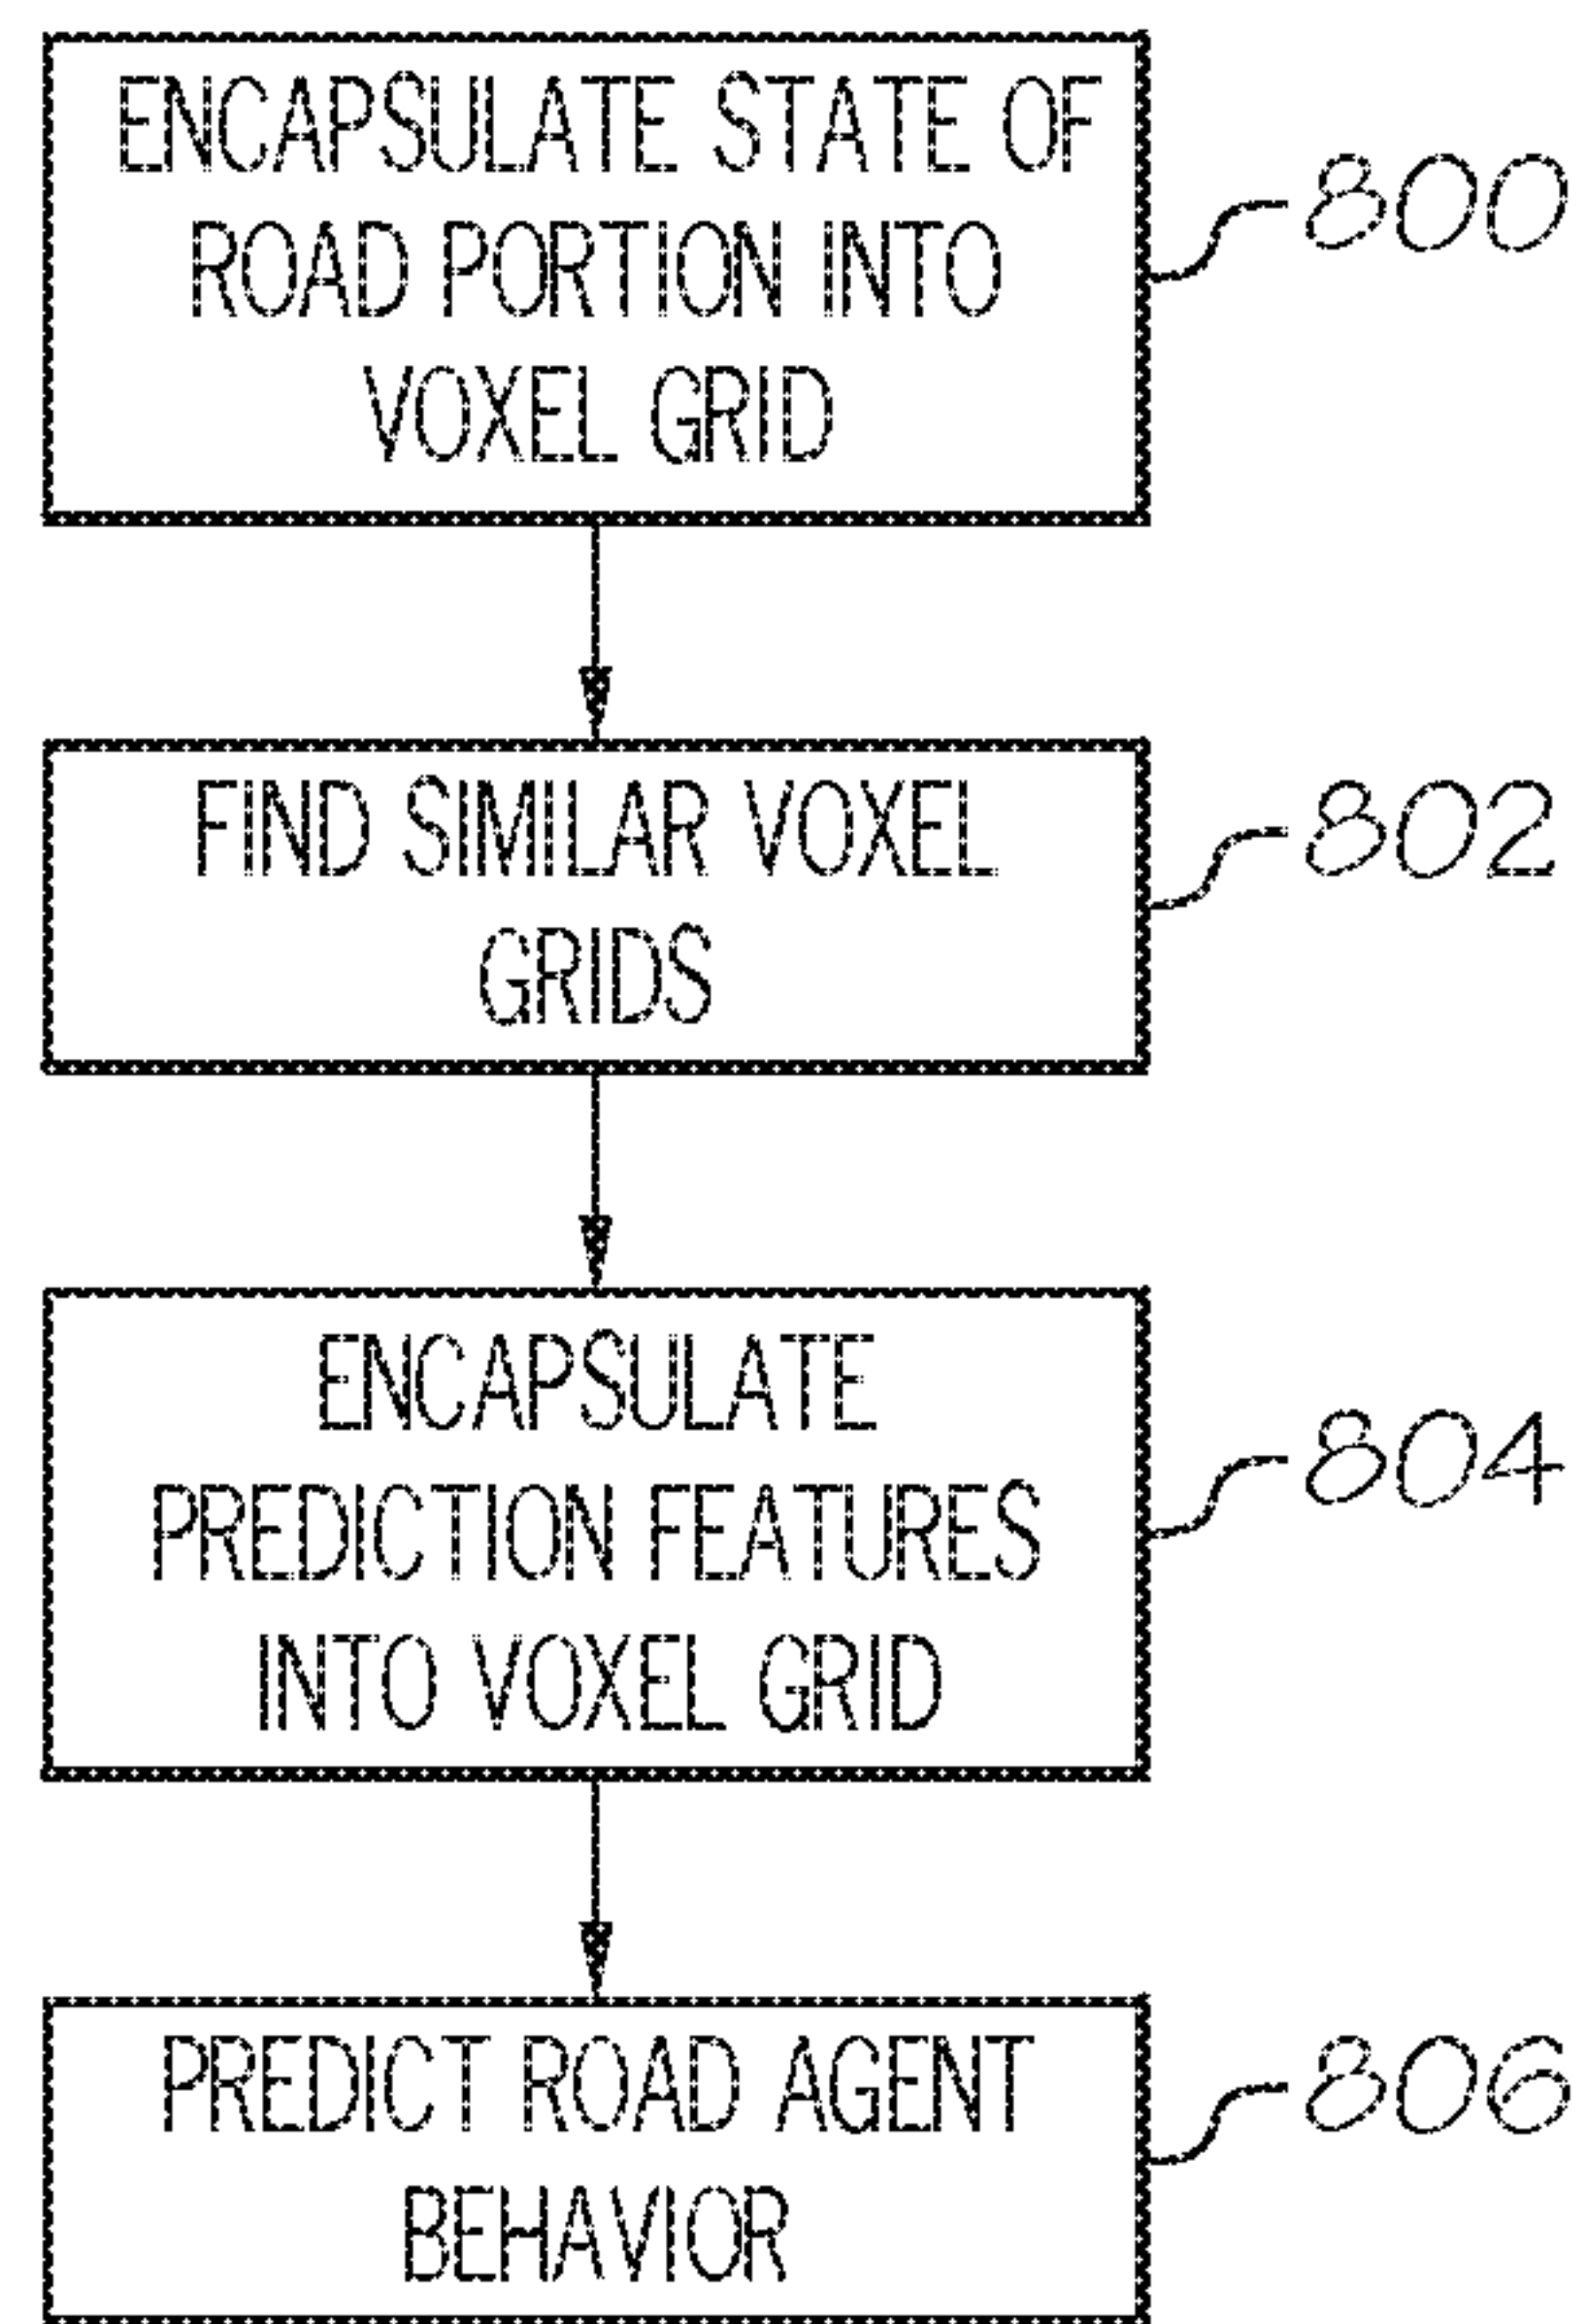 ENCAPSULATE STATE OF
ROAD PORTION INTO
VOXEL GRID
800
FIND SIMILAR VOXEL
GRIDS
802
ENCAPSULATE
PREDICTION FEATURES
INTO VOXEL GRID
804
PREDICT ROAD AGENT
BEHAVIOR
806